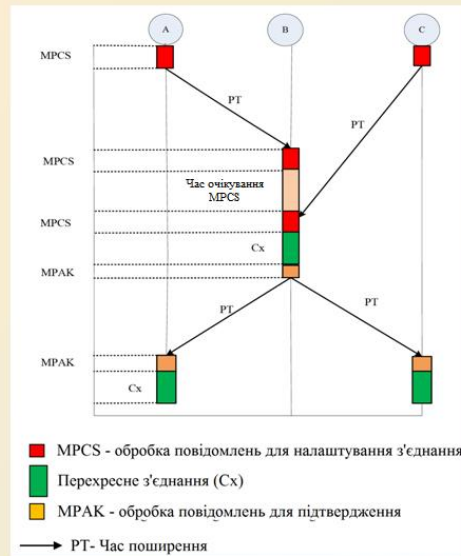 A B C
MPCS
PT
PT
MPCS
Час очікування
MPCS
MPCS
Cx
MPAK
PT
PT
MPAK
Cx
MPCS - обробка повідомлень для налаштування з'єднання
Перехресне з'єднання (Cx)
MPAK - обробка повідомлень для підтвердження
PT- Час поширення